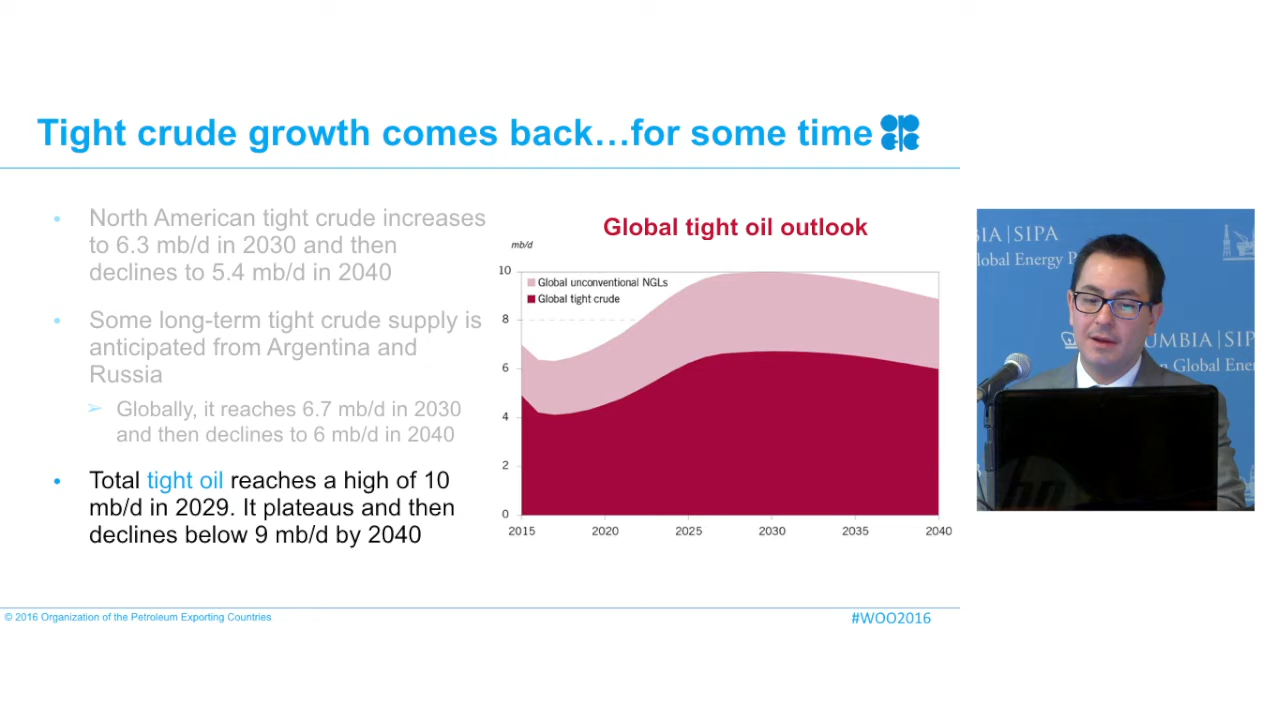 Tight crude growth comes back…for some time
• North American tight crude increases
to 6.3 mb/d in 2030 and then
declines to 5.4 mb/d in 2040
• Some long-term tight crude supply is
anticipated from Argentina and
Russia
➢ Globally, it reaches 6.7 mb/d in 2030
and then declines to 6 mb/d in 2040
• Total tight oil reaches a high of 10
mb/d in 2029. It plateaus and then
declines below 9 mb/d by 2040
Global tight oil outlook
mb/d
10
8
6
4
2
0
Global unconventional NGLs
Global tight crude
2015 2020 2025 2030 2035 2040
© 2016 Organization of the Petroleum Exporting Countries
#WOO2016
BIA|SIPA
lobal Energy P
UMBIA|SIP
n Global Ene
hp